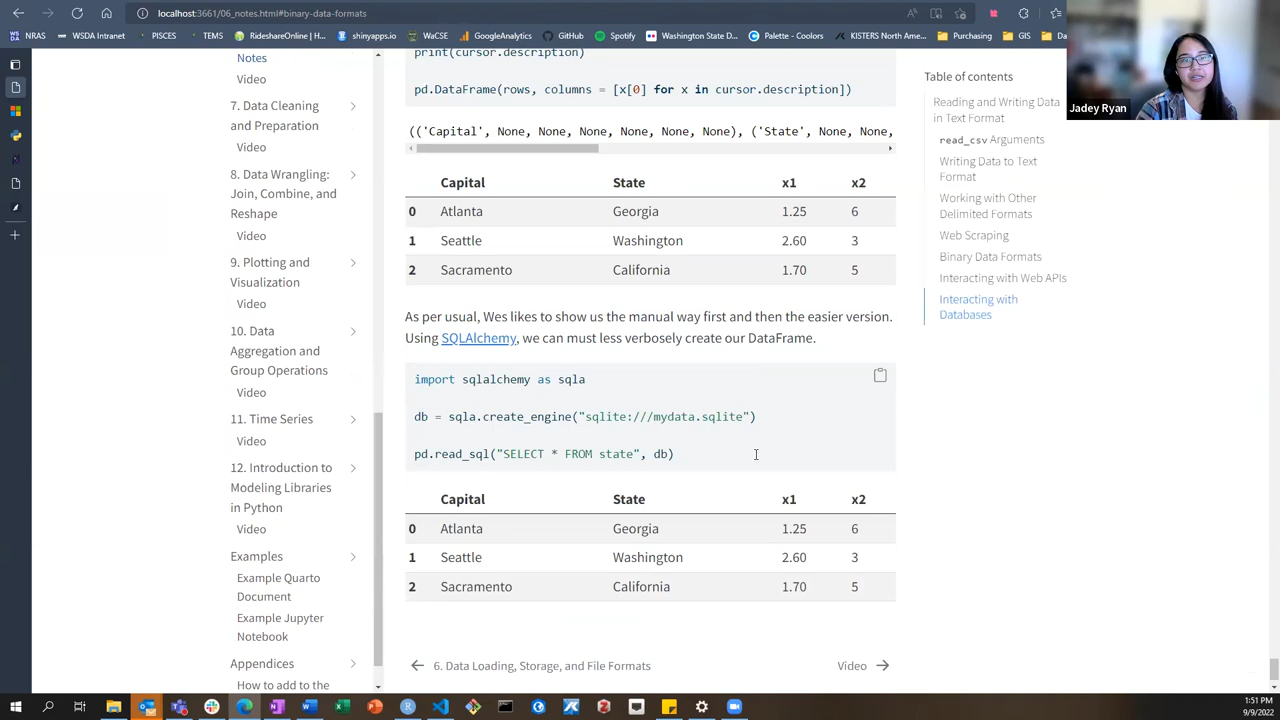 localhost:3661/06_notes.html#binary-data-formats
NRAS
WSDA Intranet
PISCES
TEMS
RideshareOnline | H...
shinyapps.io
WaCSE
GoogleAnalytics
GitHub
Spotify
Washington State D...
Palette - Coolors
KISTERS North Ame...
Purchasing
GIS
Da
Jadey Ryan
Notes
Video
7. Data Cleaning
and Preparation
Video
8. Data Wrangling:
Join, Combine, and
Reshape
Video
9. Plotting and
Visualization
Video
10. Data
Aggregation and
Group Operations
Video
11. Time Series
Video
12. Introduction to
Modeling Libraries
in Python
Video
Examples
Example Quarto
Document
Example Jupyter
Notebook
Appendices
How to add to the
print(cursor.description)
pd.DataFrame(rows, columns = [x[0] for x in cursor.description])
(('Capital', None, None, None, None, None, None), ('State', None, None,
Capital State x1 x2
0 Atlanta Georgia 1.25 6
1 Seattle Washington 2.60 3
2 Sacramento California 1.70 5
As per usual, Wes likes to show us the manual way first and then the easier version.
Using SQLAlchemy, we can must less verbosely create our DataFrame.
import sqlalchemy as sqla
db = sqla.create_engine("sqlite:///mydata.sqlite")
pd.read_sql("SELECT * FROM state", db)
Capital State x1 x2
0 Atlanta Georgia 1.25 6
1 Seattle Washington 2.60 3
2 Sacramento California 1.70 5
6. Data Loading, Storage, and File Formats
Video
Table of contents
Reading and Writing Data
in Text Format
read_csv Arguments
Writing Data to Text
Format
Working with Other
Delimited Formats
Web Scraping
Binary Data Formats
Interacting with Web APIs
Interacting with
Databases
1:51 PM
9/9/2022